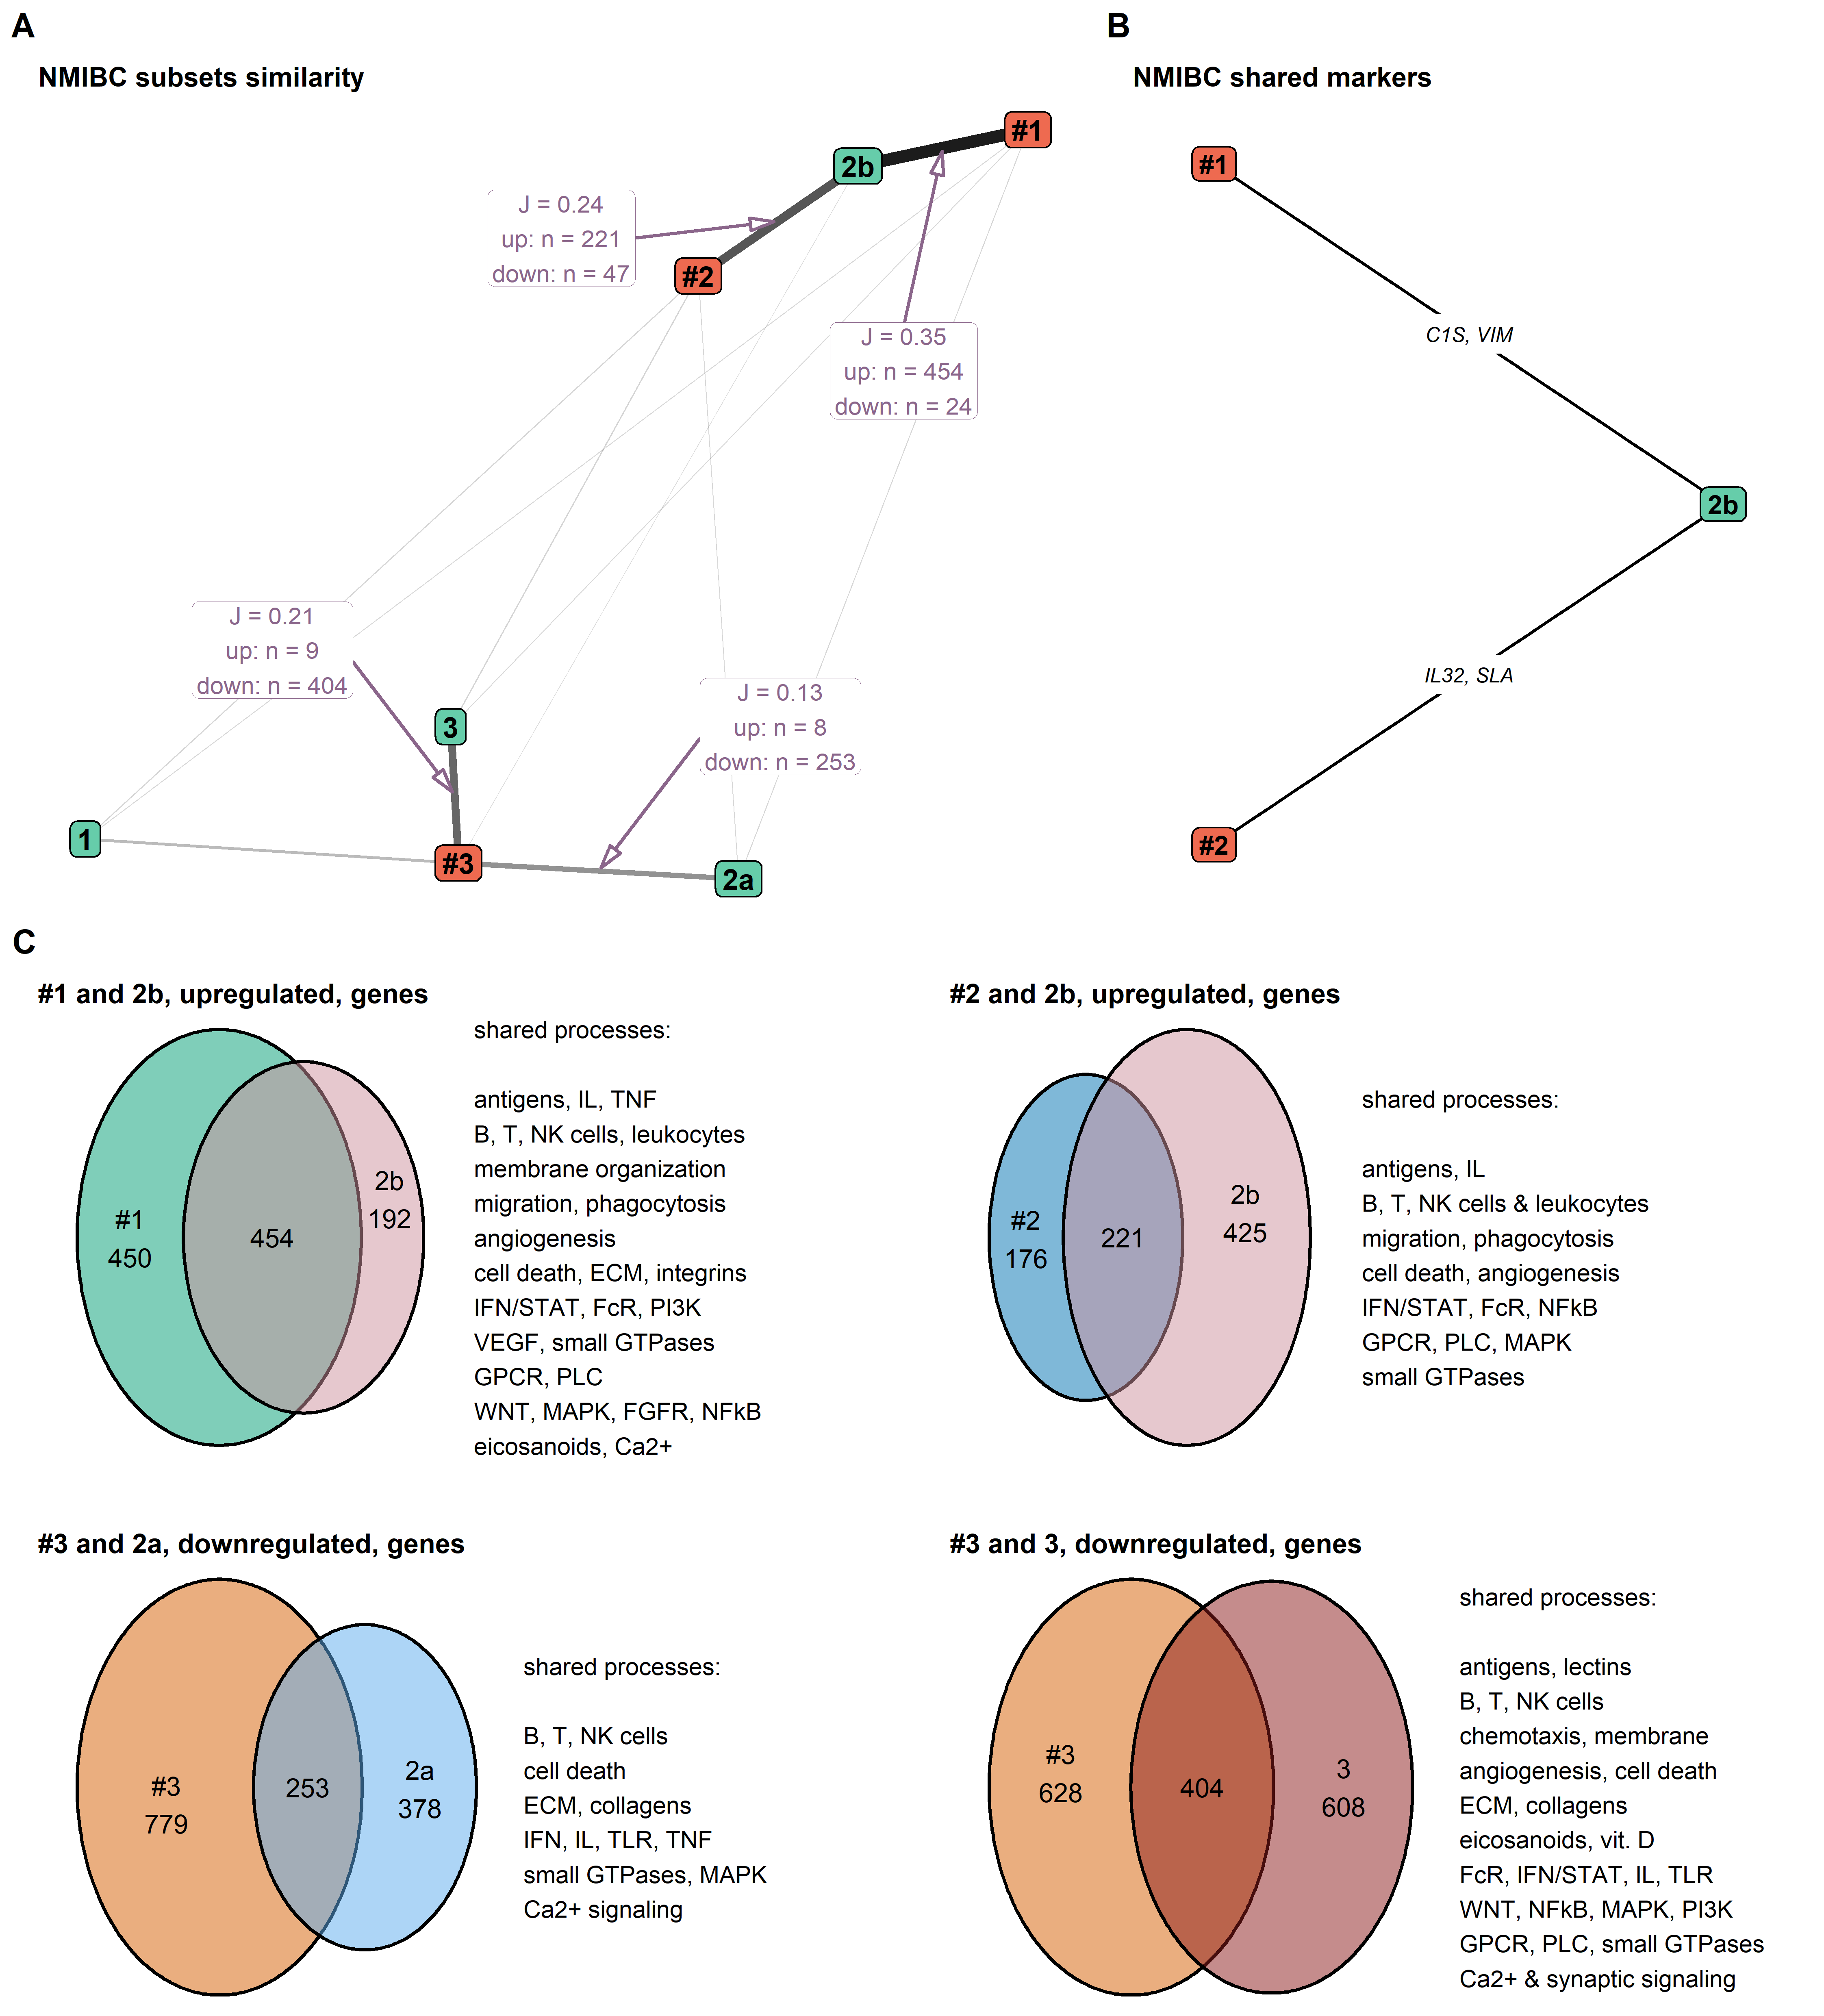 A
NMIBC subsets similarity
#1
2b
J = 0.24
up: n = 221
down: n = 47
#2
J = 0.35
up: n = 454
down: n = 24
J = 0.21
up: n = 9
down: n = 404
J = 0.13
up: n = 8
down: n = 253
3
1
#3
2a
B
NMIBC shared markers
#1
C1S, VIM
2b
IL32, SLA
#2
C
#1 and 2b, upregulated, genes
#1
450
454
2b
192
shared processes:
antigens, IL, TNF
B, T, NK cells, leukocytes
membrane organization
migration, phagocytosis
angiogenesis
cell death, ECM, integrins
IFN/STAT, FcR, PI3K
VEGF, small GTPases
GPCR, PLC
WNT, MAPK, FGFR, NFkB
eicosanoids, Ca2+
#2 and 2b, upregulated, genes
#2
176
221
2b
425
shared processes:
antigens, IL
B, T, NK cells & leukocytes
migration, phagocytosis
cell death, angiogenesis
IFN/STAT, FcR, NFkB
GPCR, PLC, MAPK
small GTPases
#3 and 2a, downregulated, genes
#3
779
253
2a
378
shared processes:
B, T, NK cells
cell death
ECM, collagens
IFN, IL, TLR, TNF
small GTPases, MAPK
Ca2+ signaling
#3 and 3, downregulated, genes
#3
628
404
3
608
shared processes:
antigens, lectins
B, T, NK cells
chemotaxis, membrane
angiogenesis, cell death
ECM, collagens
eicosanoids, vit. D
FcR, IFN/STAT, IL, TLR
WNT, NFkB, MAPK, PI3K
GPCR, PLC, small GTPases
Ca2+ & synaptic signaling